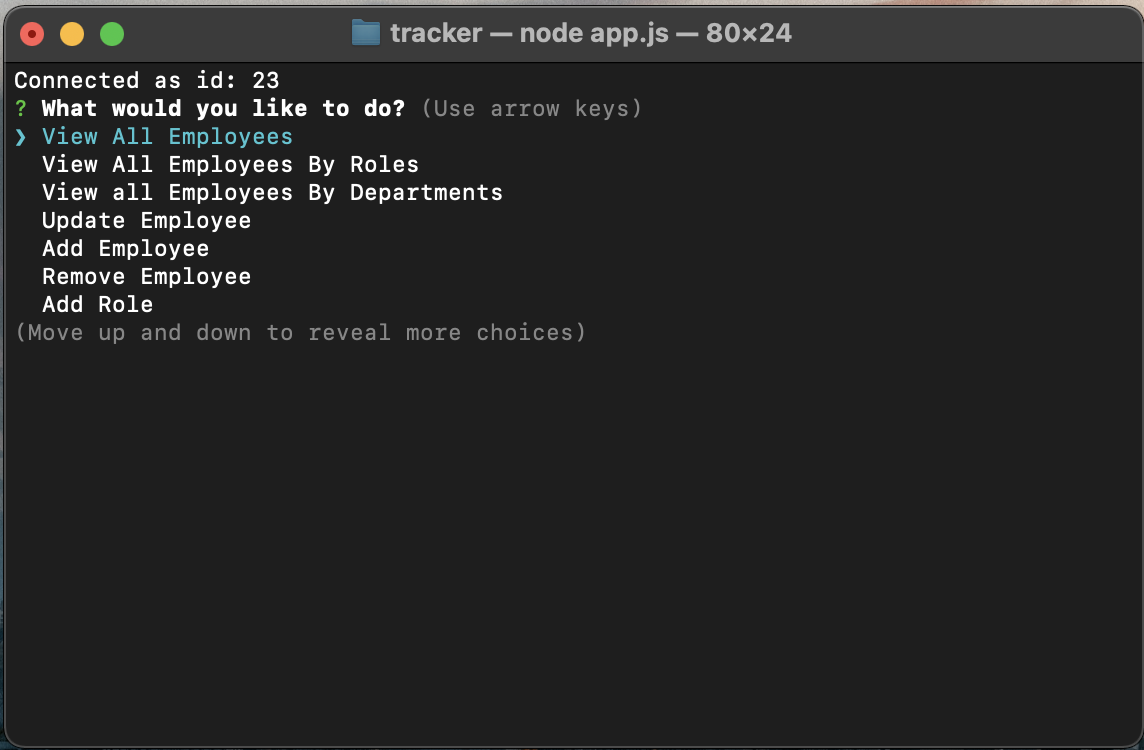 tracker — node app.js — 80×24
Connected as id: 23
? What would you like to do? (Use arrow keys)
❯ View All Employees
View All Employees By Roles
View all Employees By Departments
Update Employee
Add Employee
Remove Employee
Add Role
(Move up and down to reveal more choices)